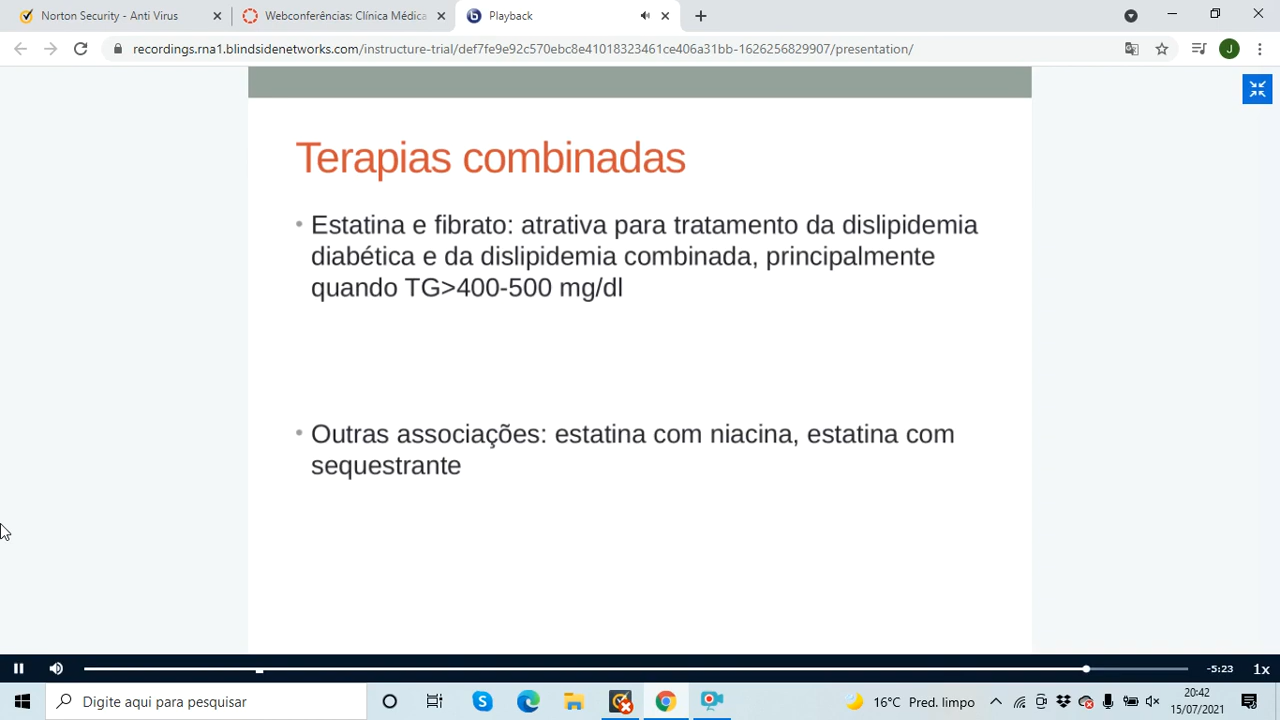 Norton Security - Anti Virus
Webconferências: Clínica Médica
Playback
recordings.rna1.blindsidenetworks.com/instructure-trial/def7fe9e92c570ebc8e41018323461ce406a31bb-1626256829907/presentation/
J
Terapias combinadas
• Estatina e fibrato: atrativa para tratamento da dislipidemia
diabética e da dislipidemia combinada, principalmente
quando TG>400-500 mg/dl
• Outras associações: estatina com niacina, estatina com
sequestrante
-5:23
1x
Digite aqui para pesquisar
16°C Pred. limpo
20:42
15/07/2021